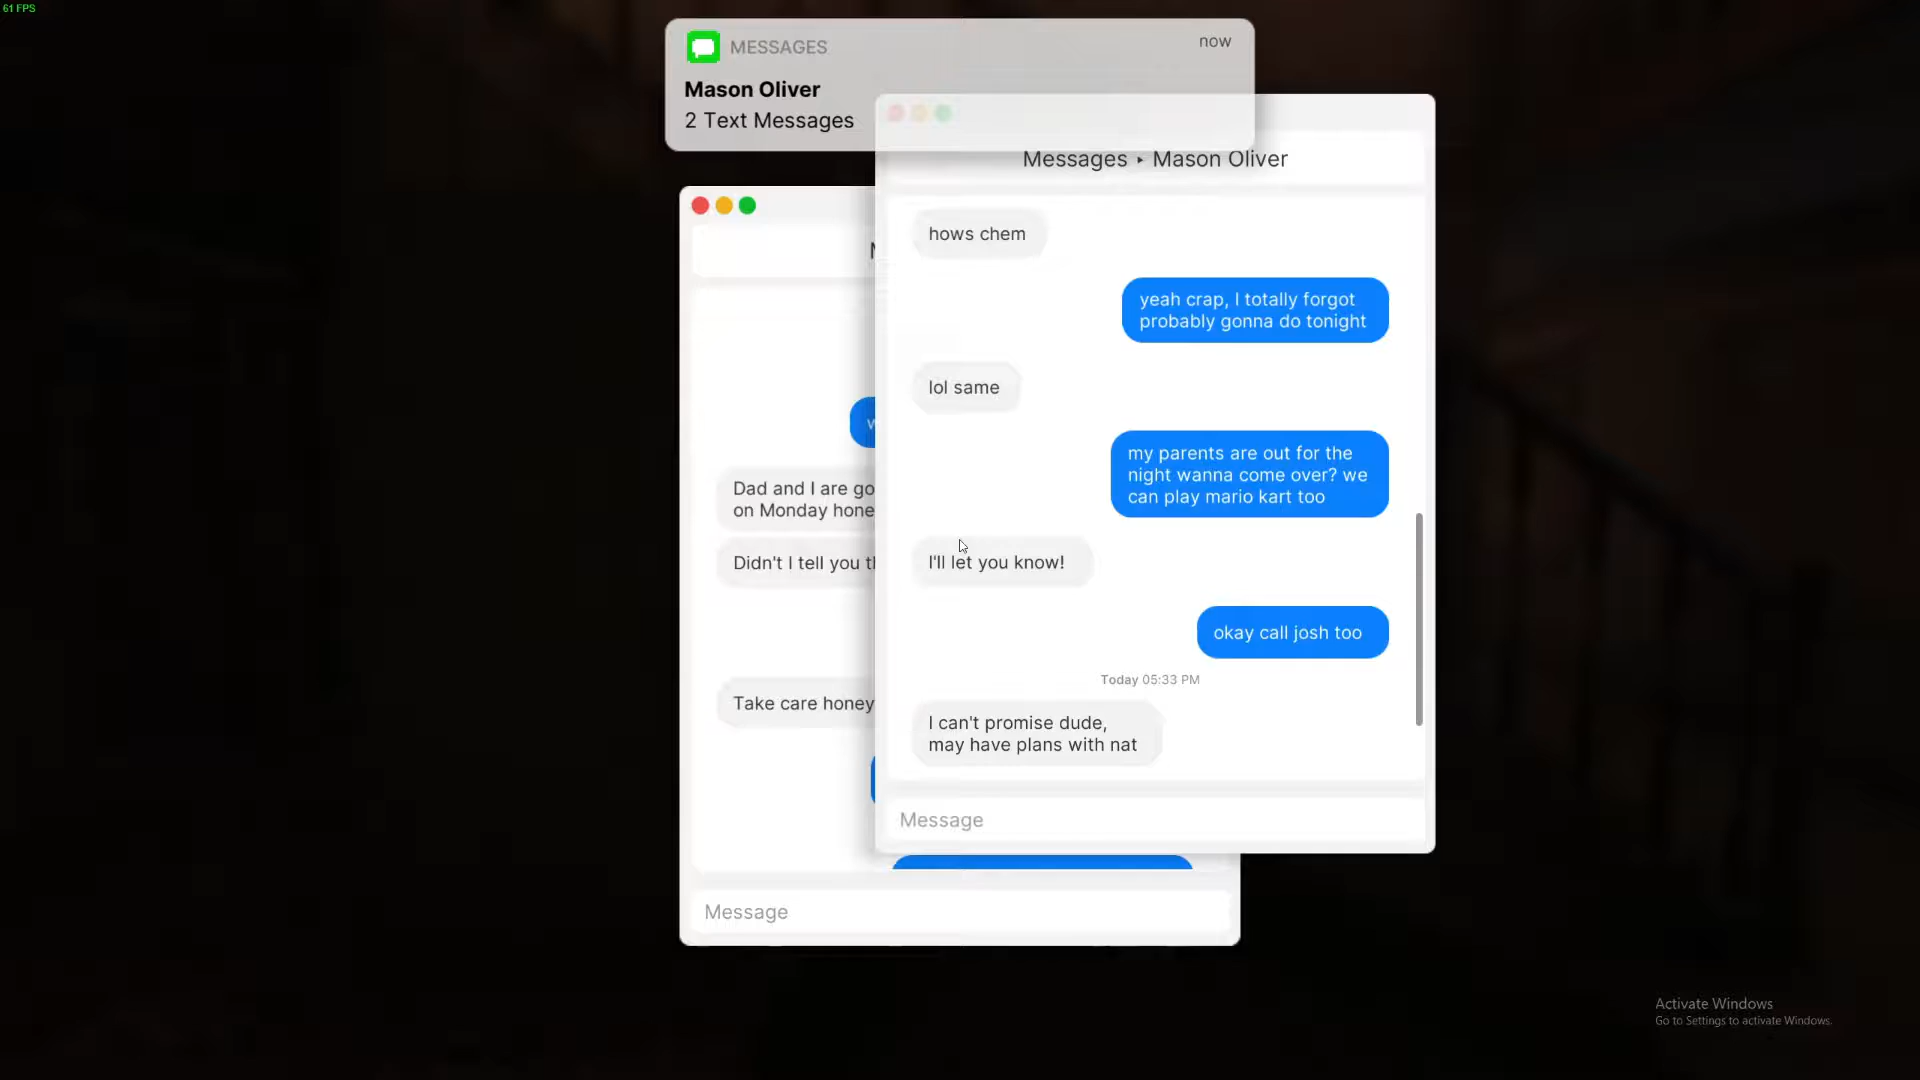 61 FPS
MESSAGES
now
Mason Oliver
2 Text Messages
Messages ▸ Mason Oliver
hows chem
yeah crap, I totally forgot
probably gonna do tonight
lol same
my parents are out for the
night wanna come over? we
can play mario kart too
I'll let you know!
okay call josh too
Today 05:33 PM
I can't promise dude,
may have plans with nat
Message
Dad and I are go
on Monday hone
Didn't I tell you
Take care honey
Message
Activate Windows
Go to Settings to activate Windows.